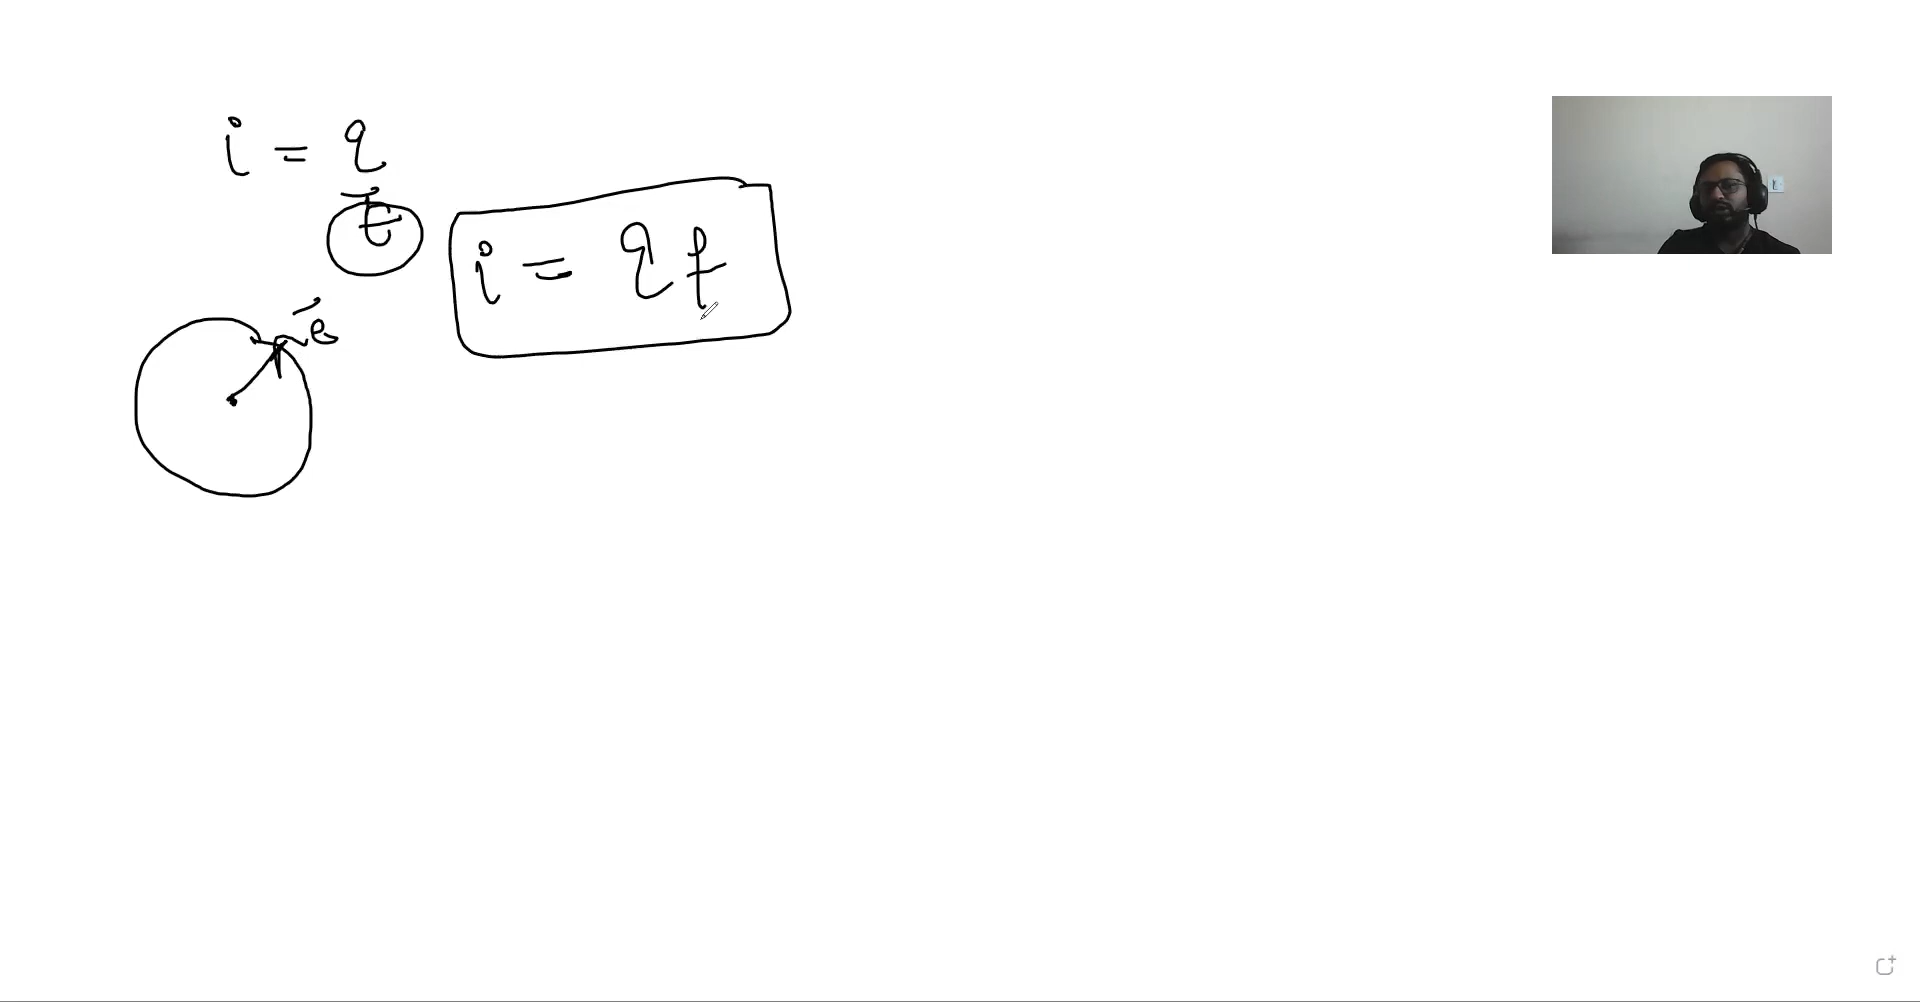 i = q
t
i = qf
e